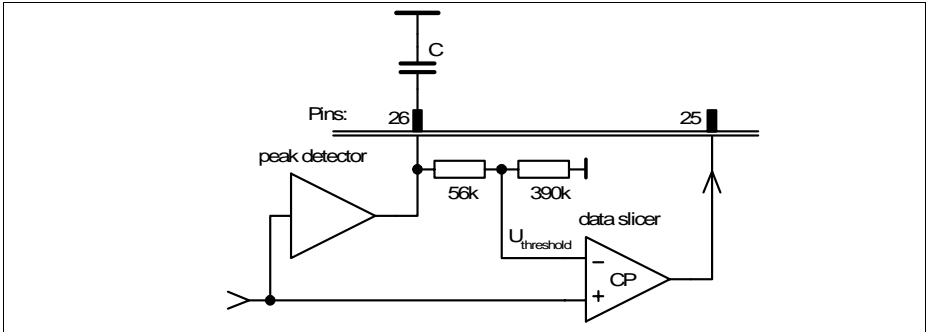 C
Pins:
26
25
peak detector
56k
390k
data slicer
Uthreshold
−
CP
+